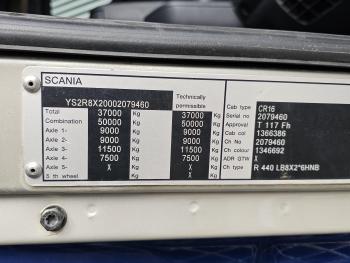 SCANIA
YS2R8X20002079460
Technically
permissible
Total 37000 Kg 37000 Kg
Combination 50000 Kg 50000 Kg
Axle 1- 9000 Kg 9000 Kg
Axle 2- 9000 Kg 9000 Kg
Axle 3- 11500 Kg 11500 Kg
Axle 4- 7500 Kg 7500 Kg
Axle 5- X Kg X Kg
5 th wheel X Kg X Kg
Cab type CR16
Serial no 2079460
Approval T 117 Fh
Cab col 1366386
Ch No 2079460
Ch colour 1346692
ADR GTW X
Ch type R 440 LB8X2*6HNB